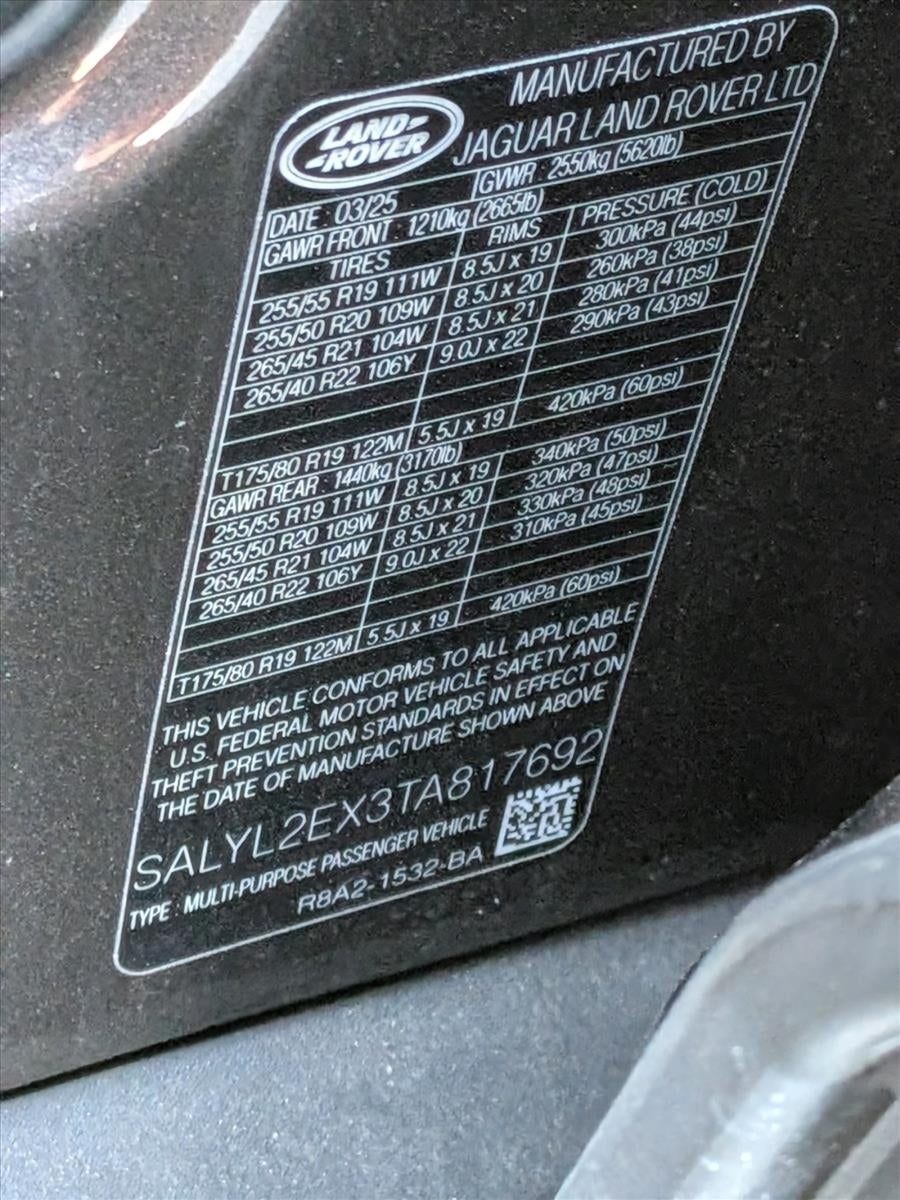 LAND-
-ROVER
MANUFACTURED BY
JAGUAR LAND ROVER LTD
DATE : 03/25 GVWR : 2550kg (5620lb)
GAWR FRONT : 1210kg (2665lb)
TIRES RIMS PRESSURE (COLD)
255/55 R19 111W 8.5J x 19 300kPa (44psi)
255/50 R20 109W 8.5J x 20 260kPa (38psi)
265/45 R21 104W 8.5J x 21 280kPa (41psi)
265/40 R22 106Y 9.0J x 22 290kPa (43psi)
T175/80 R19 122M 5.5J x 19 420kPa (60psi)
GAWR REAR : 1440kg (3170lb)
255/55 R19 111W 8.5J x 19 340kPa (50psi)
255/50 R20 109W 8.5J x 20 320kPa (47psi)
265/45 R21 104W 8.5J x 21 330kPa (48psi)
265/40 R22 106Y 9.0J x 22 310kPa (45psi)
T175/80 R19 122M 5.5J x 19 420kPa (60psi)
THIS VEHICLE CONFORMS TO ALL APPLICABLE
U.S. FEDERAL MOTOR VEHICLE SAFETY AND
THEFT PREVENTION STANDARDS IN EFFECT ON
THE DATE OF MANUFACTURE SHOWN ABOVE
SALYL2EX3TA817692
TYPE : MULTI-PURPOSE PASSENGER VEHICLE
R8A2-1532-BA